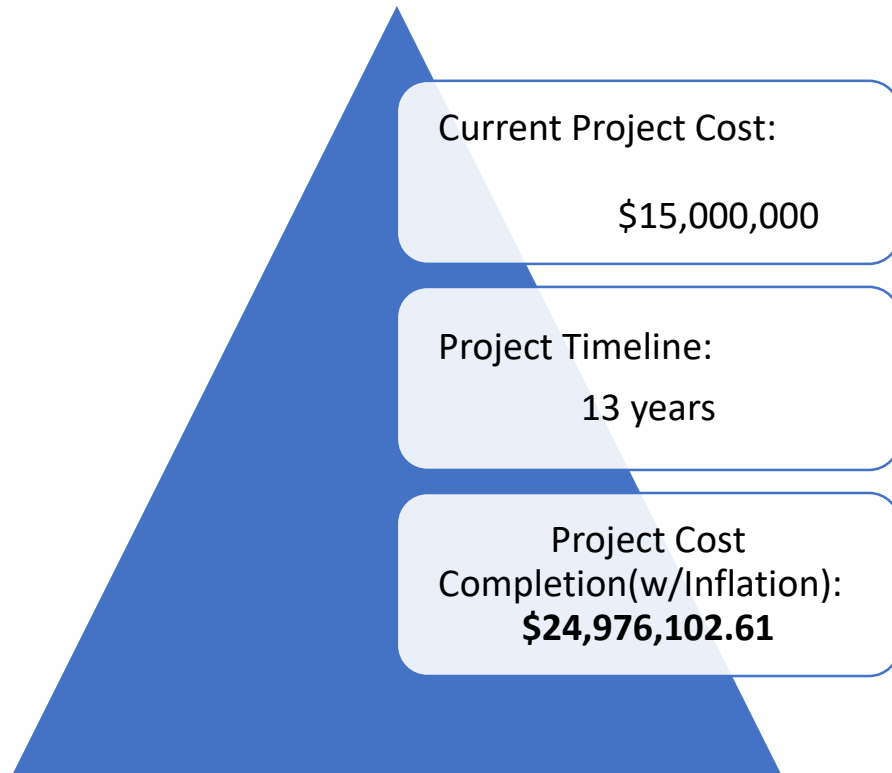 Current Project Cost:
$15,000,000
Project Timeline:
13 years
Project Cost
Completion(w/Inflation):
$24,976,102.61